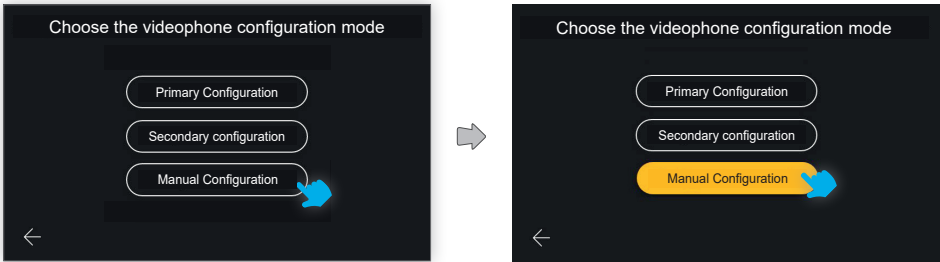 Choose the videophone configuration mode
Primary Configuration
Secondary configuration
Manual Configuration
Choose the videophone configuration mode
Primary Configuration
Secondary configuration
Manual Configuration